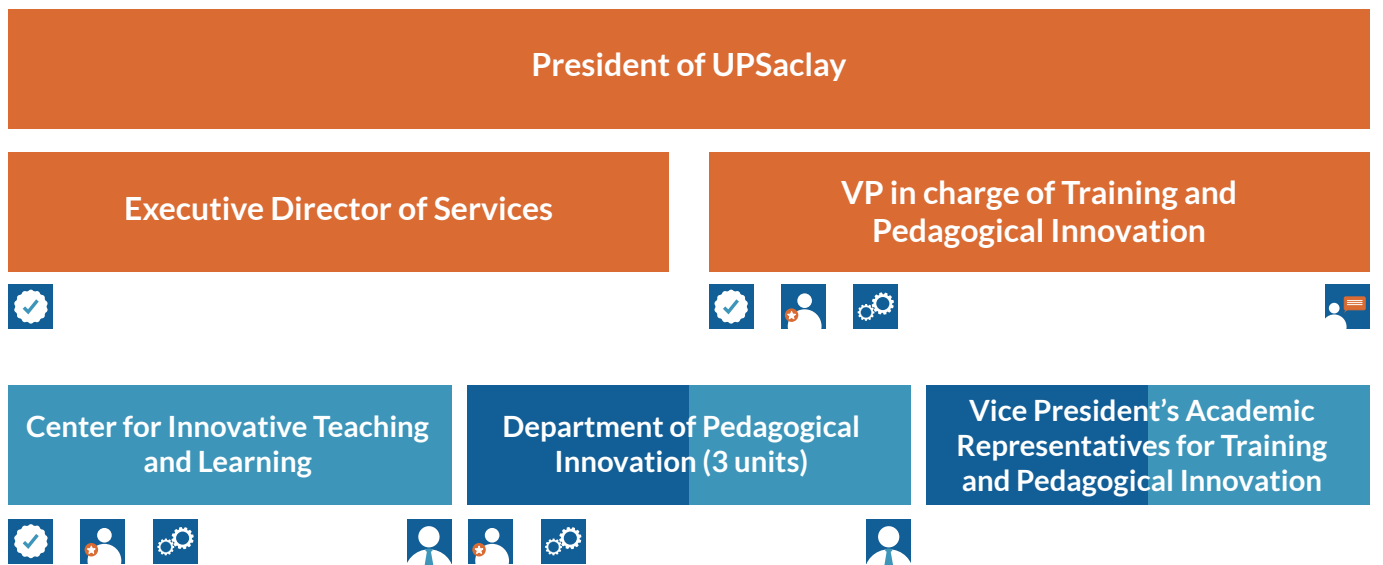 President of UPSaclay
Executive Director of Services
VP in charge of Training and
Pedagogical Innovation
Center for Innovative Teaching
and Learning
Department of Pedagogical
Innovation (3 units)
Vice President's Academic
Representatives for Training
and Pedagogical Innovation